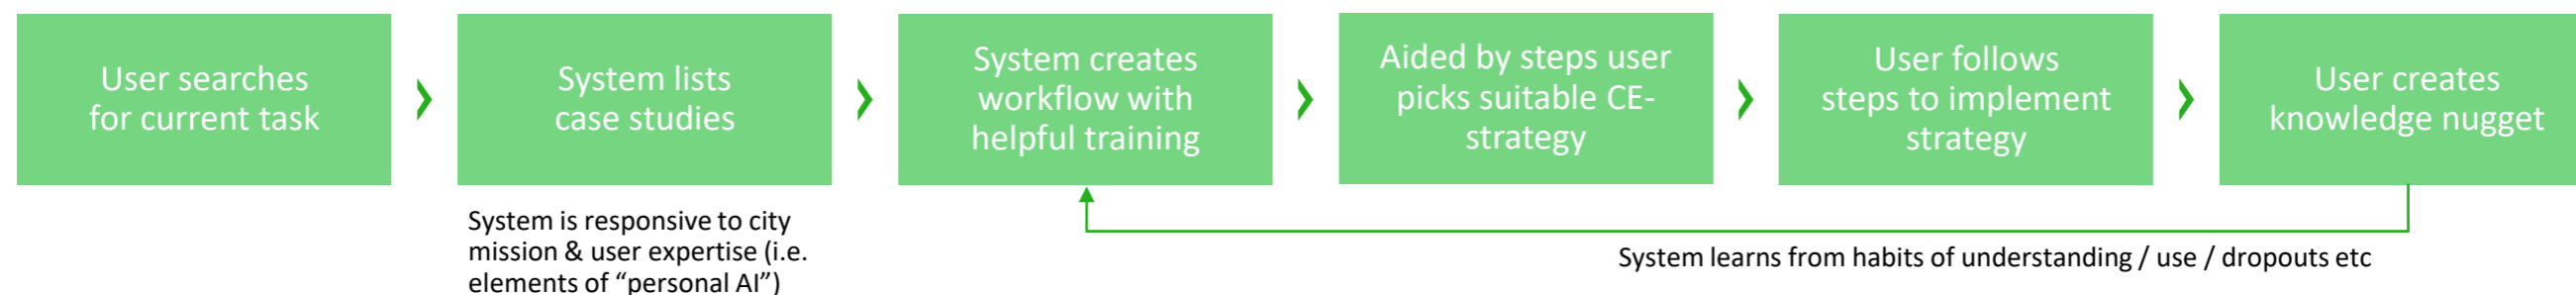 User searches
for current task
System lists
case studies
System creates
workflow with
helpful training
Aided by steps user
picks suitable CE-
strategy
User follows
steps to implement
strategy
User creates
knowledge nugget
System is responsive to city
mission & user expertise (i.e.
elements of “personal AI”)
System learns from habits of understanding / use / dropouts etc